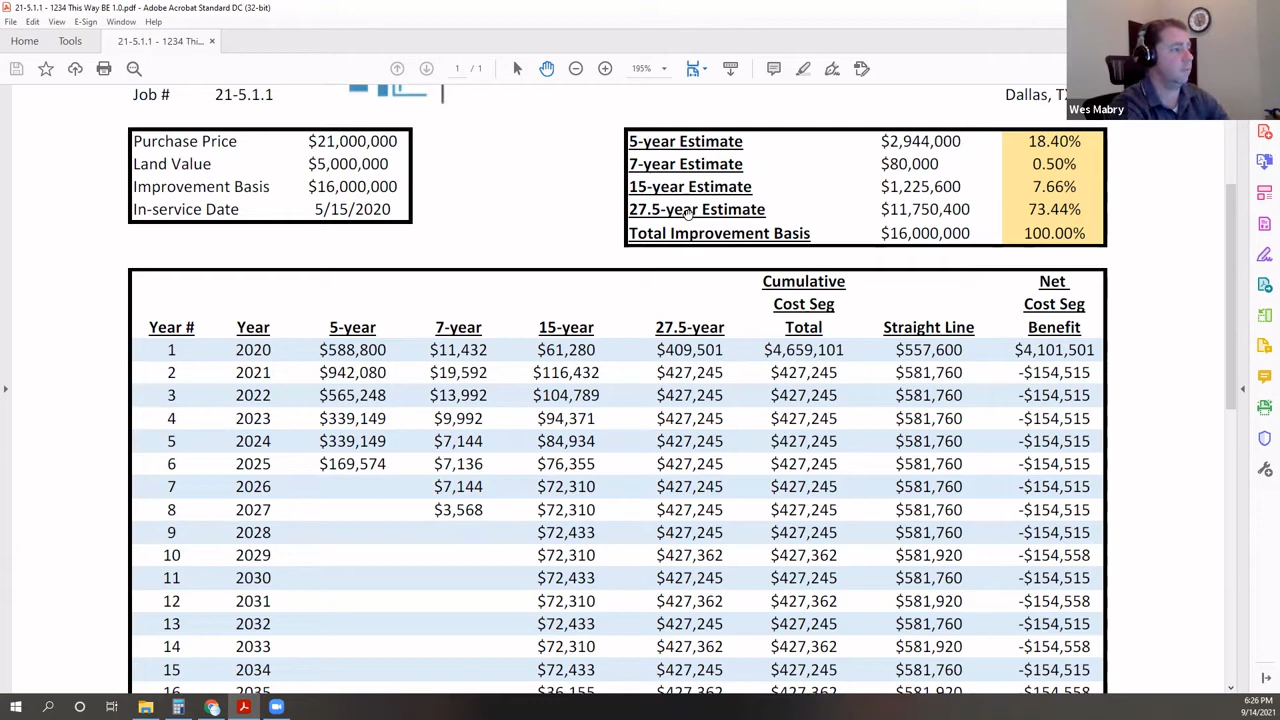 21-5.1.1 - 1234 This Way BE 1.0.pdf - Adobe Acrobat Standard DC (32-bit)
File Edit View E-Sign Window Help
Home Tools 21-5.1.1 - 1234 Thi... ×
1 / 1 195%
Wes Mabry
Job # 21-5.1.1 Dallas, TX
Purchase Price $21,000,000
Land Value $5,000,000
Improvement Basis $16,000,000
In-service Date 5/15/2020
5-year Estimate $2,944,000 18.40%
7-year Estimate $80,000 0.50%
15-year Estimate $1,225,600 7.66%
27.5-year Estimate $11,750,400 73.44%
Total Improvement Basis $16,000,000 100.00%
Cumulative Net
Cost Seg Cost Seg
Year # Year 5-year 7-year 15-year 27.5-year Total Straight Line Benefit
1 2020 $588,800 $11,432 $61,280 $409,501 $4,659,101 $557,600 $4,101,501
2 2021 $942,080 $19,592 $116,432 $427,245 $427,245 $581,760 -$154,515
3 2022 $565,248 $13,992 $104,789 $427,245 $427,245 $581,760 -$154,515
4 2023 $339,149 $9,992 $94,371 $427,245 $427,245 $581,760 -$154,515
5 2024 $339,149 $7,144 $84,934 $427,245 $427,245 $581,760 -$154,515
6 2025 $169,574 $7,136 $76,355 $427,245 $427,245 $581,760 -$154,515
7 2026 $7,144 $72,310 $427,245 $427,245 $581,760 -$154,515
8 2027 $3,568 $72,310 $427,245 $427,245 $581,760 -$154,515
9 2028 $72,433 $427,245 $427,245 $581,760 -$154,515
10 2029 $72,310 $427,362 $427,362 $581,920 -$154,558
11 2030 $72,433 $427,245 $427,245 $581,760 -$154,515
12 2031 $72,310 $427,362 $427,362 $581,920 -$154,558
13 2032 $72,433 $427,245 $427,245 $581,760 -$154,515
14 2033 $72,310 $427,362 $427,362 $581,920 -$154,558
15 2034 $72,433 $427,245 $427,245 $581,760 -$154,515
16 2035 $36,155 $427,362 $427,362 $581,920 -$154,558
6:26 PM
9/14/2021